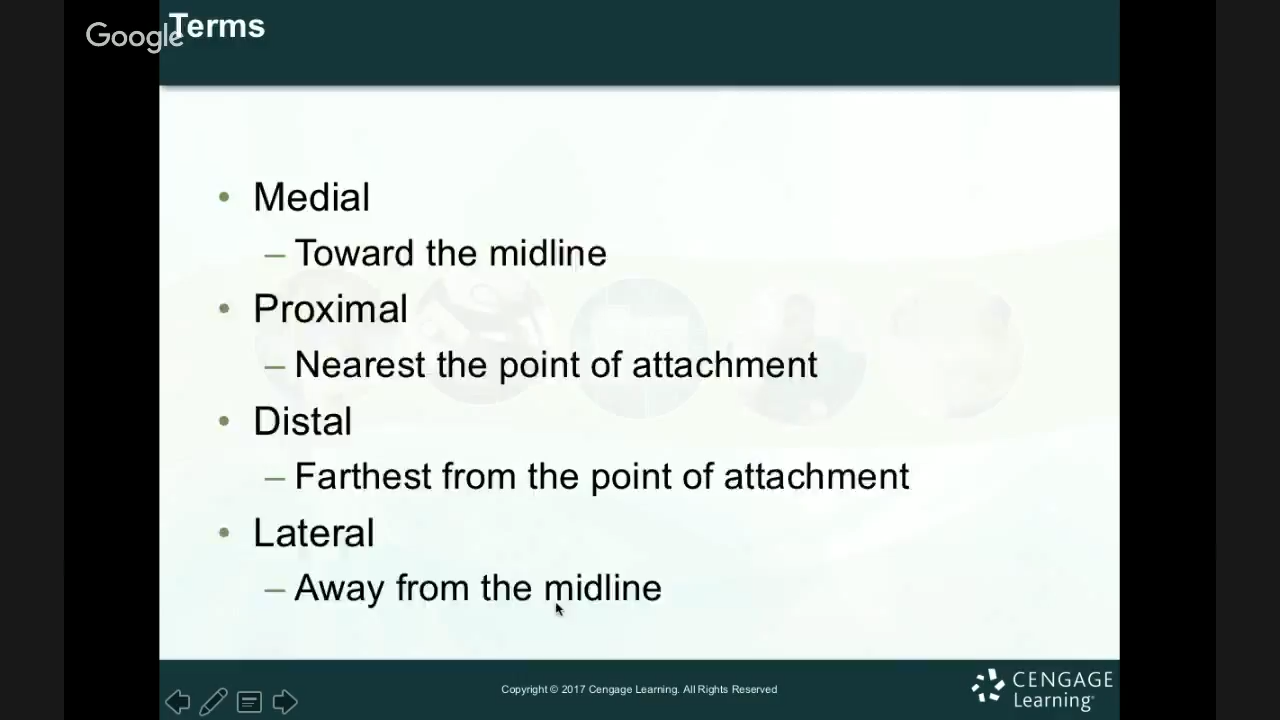 Google
Terms
• Medial
– Toward the midline
• Proximal
– Nearest the point of attachment
• Distal
– Farthest from the point of attachment
• Lateral
– Away from the midline
Copyright © 2017 Cengage Learning. All Rights Reserved
CENGAGE
Learning®